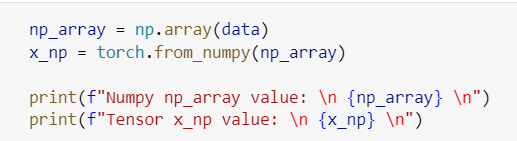 np_array = np.array(data)
x_np = torch.from_numpy(np_array)
print(f"Numpy np_array value: \n {np_array} \n")
print(f"Tensor x_np value: \n {x_np} \n")